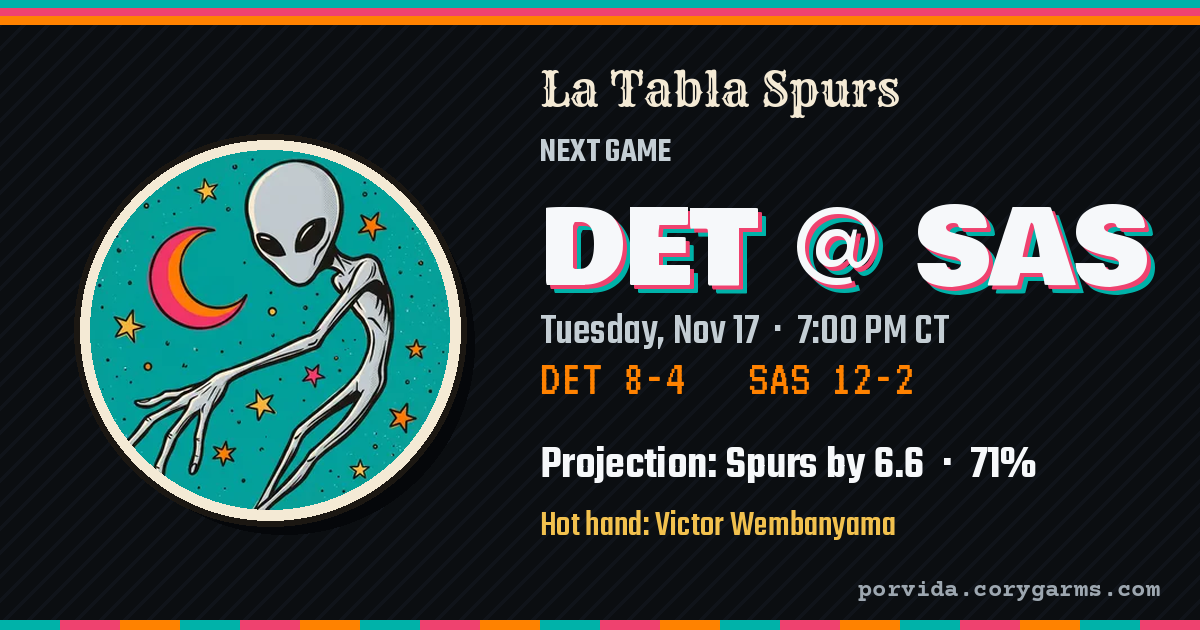 La Tabla Spurs
NEXT GAME
DET @ SAS
Tuesday, Nov 17 · 7:00 PM CT
DET 8-4 SAS 12-2
Projection: Spurs by 6.6 · 71%
Hot hand: Victor Wembanyama
porvida.corygarms.com